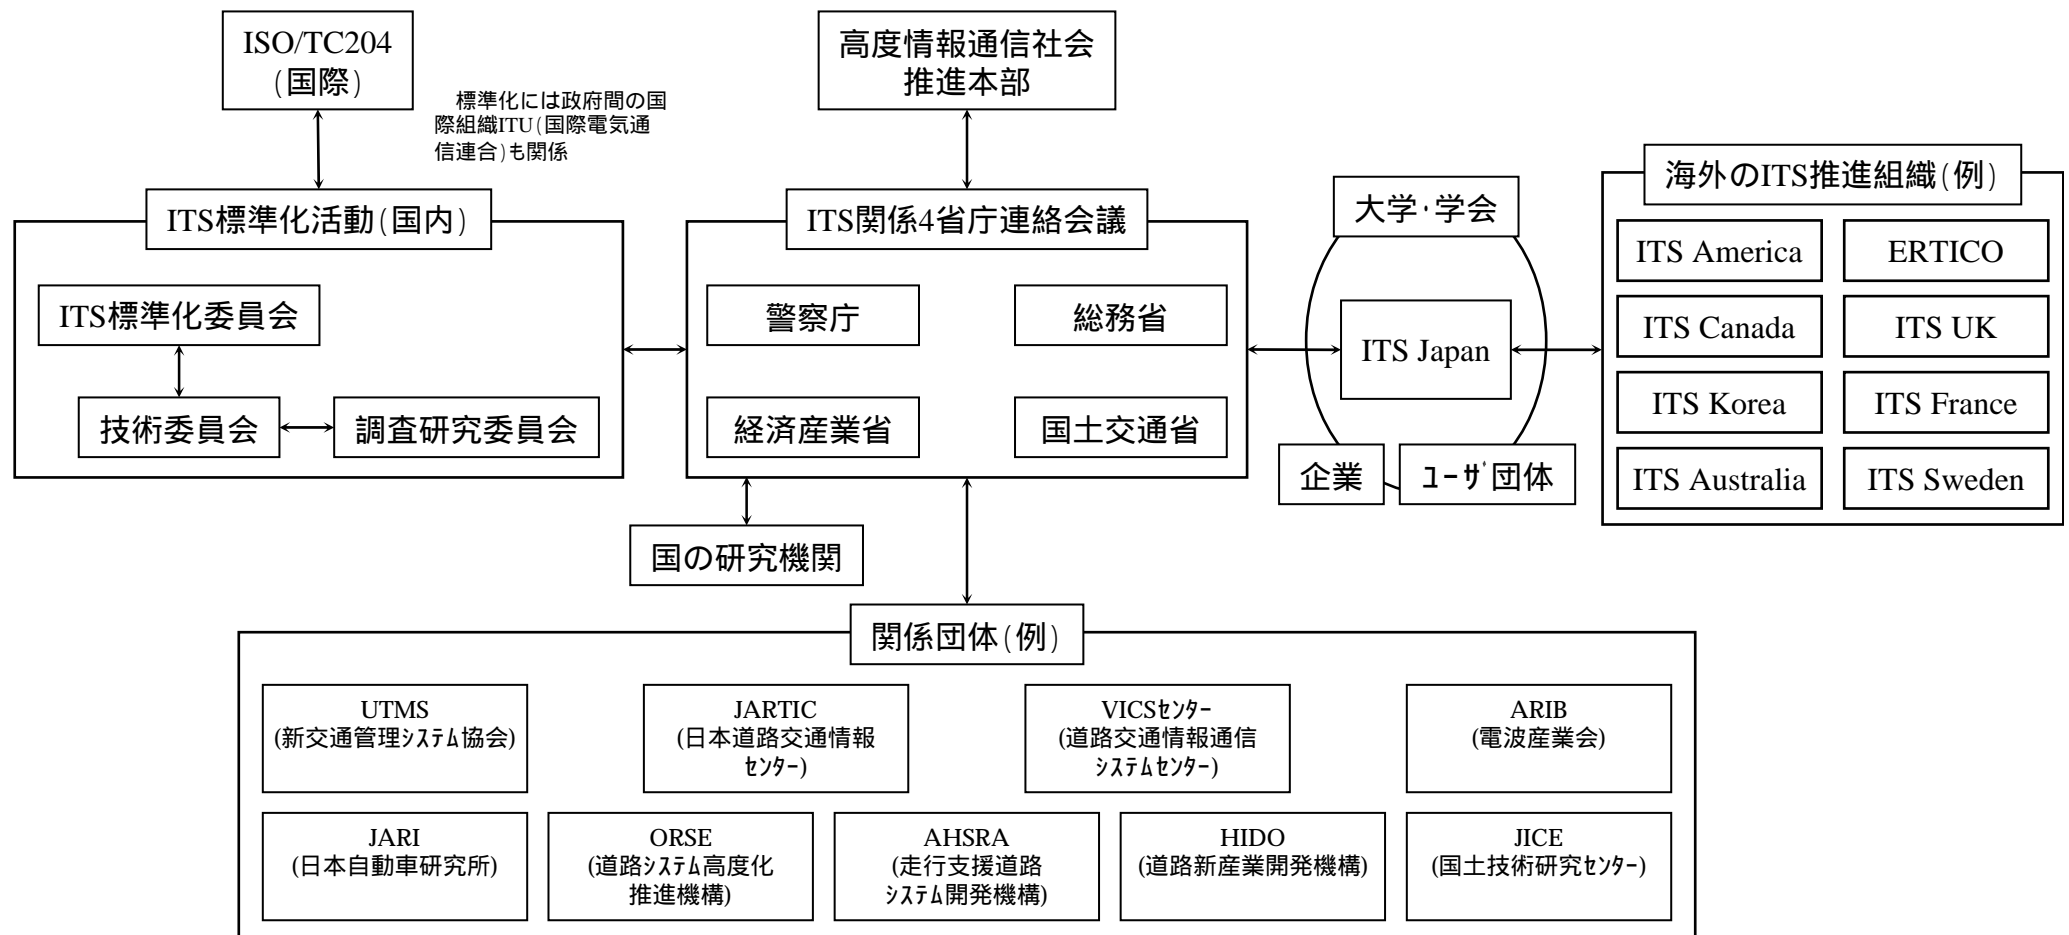 ISO/TC204
(国際)
標準化には政府間の国
際組織ITU(国際電気通
信連合)も関係
高度情報通信社会
推進本部
ITS標準化活動(国内)
ITS標準化委員会
技術委員会
調査研究委員会
ITS関係4省庁連絡会議
警察庁
総務省
経済産業省
国土交通省
国の研究機関
大学・学会
ITS Japan
企業
ﾕｰｻﾞ団体
海外のITS推進組織(例)
ITS America
ERTICO
ITS Canada
ITS UK
ITS Korea
ITS France
ITS Australia
ITS Sweden
関係団体(例)
UTMS
(新交通管理ｼｽﾃﾑ協会)
JARTIC
(日本道路交通情報
ｾﾝﾀｰ)
VICSｾﾝﾀｰ
(道路交通情報通信
ｼｽﾃﾑｾﾝﾀｰ)
ARIB
(電波産業会)
JARI
(日本自動車研究所)
ORSE
(道路ｼｽﾃﾑ高度化
推進機構)
AHSRA
(走行支援道路
ｼｽﾃﾑ開発機構)
HIDO
(道路新産業開発機構)
JICE
(国土技術研究ｾﾝﾀｰ)